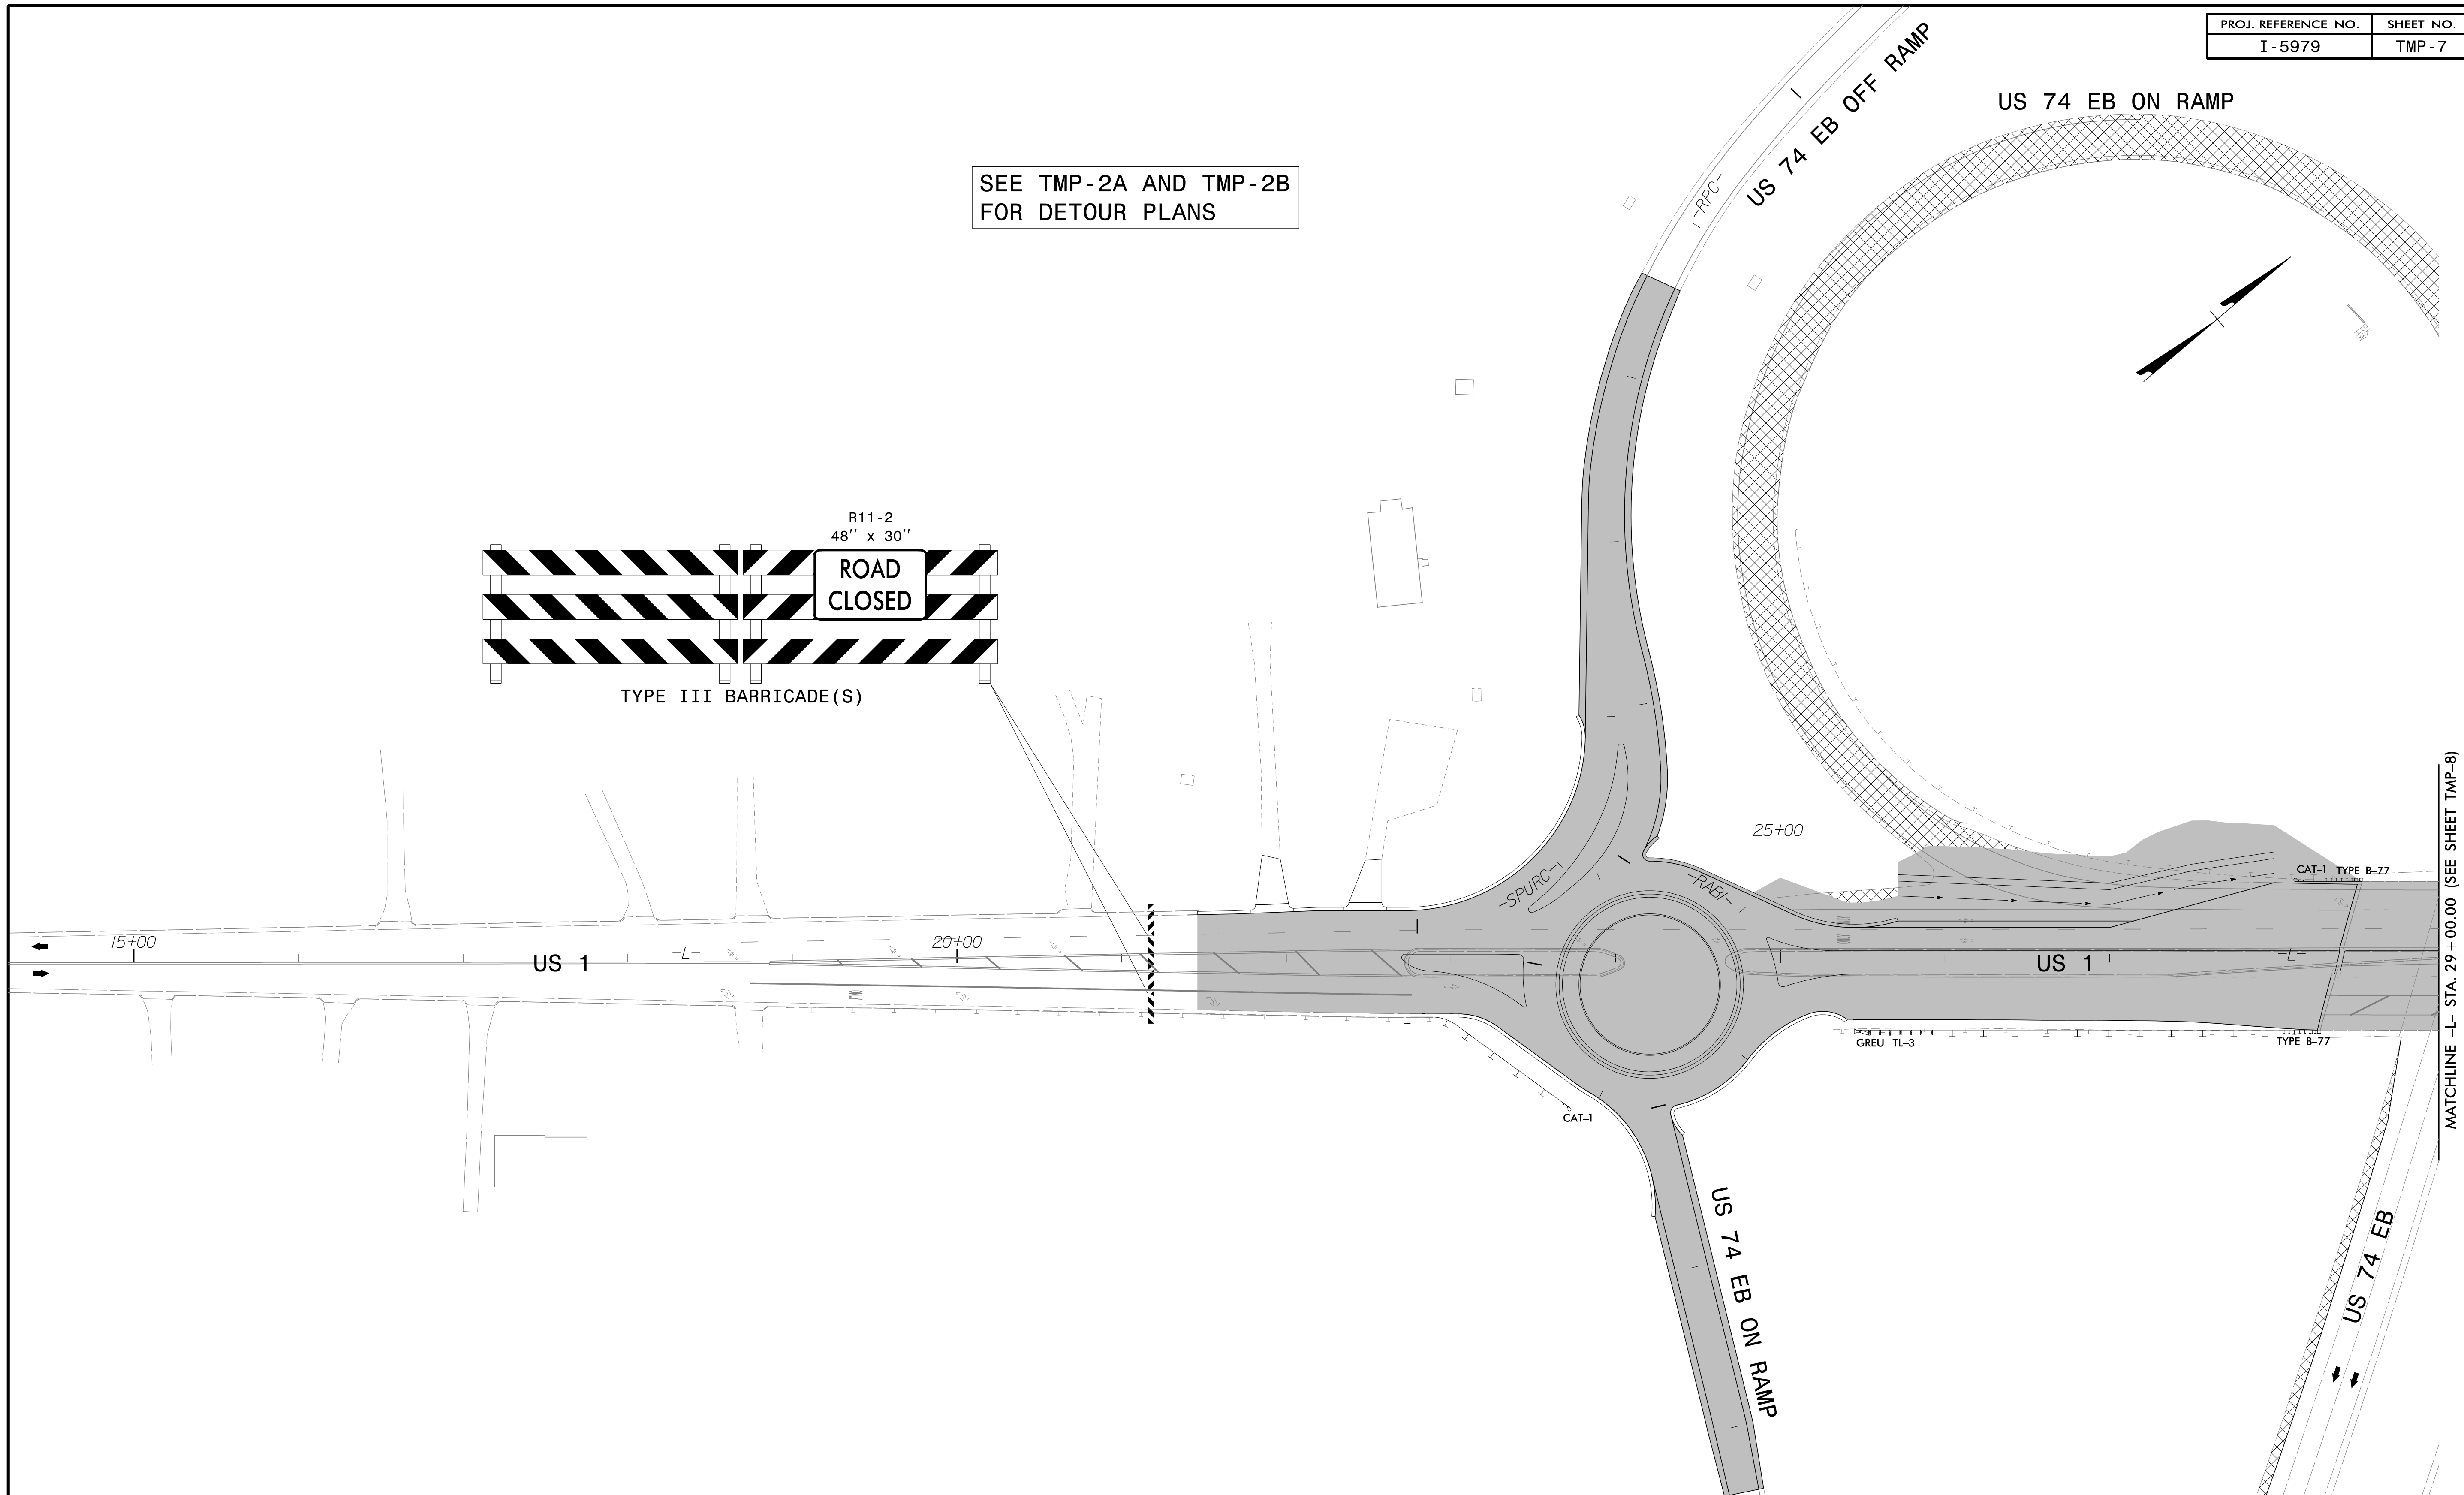 PROJ. REFERENCE NO.
SHEET NO.
I-5979
TMP-7
US 74 EB OFF RAMP
US 74 EB ON RAMP
SEE TMP-2A AND TMP-2B
FOR DETOUR PLANS
-RPC-
BK
HW
R11-2
48'' x 30''
ROAD
CLOSED
TYPE III BARRICADE(S)
25+00
-SPURC-
-RAB1-
CAT-1
TYPE B-77
15+00
US 1
-L-
20+00
US 1
-L-
GREU TL-3
TYPE B-77
CAT-1
US 74 EB ON RAMP
US 74 EB
MATCHLINE -L- STA. 29+00.00 (SEE SHEET TMP-8)